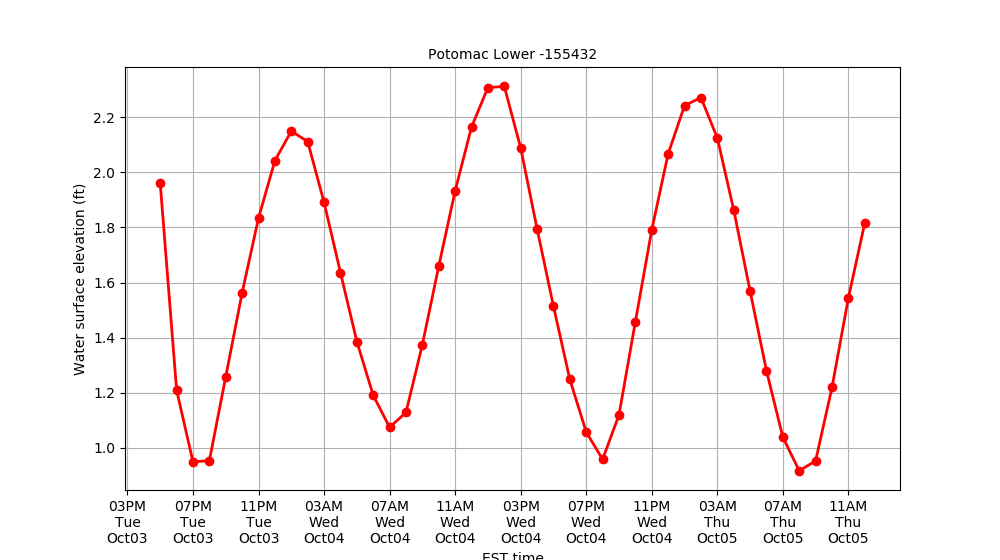 Potomac Lower -155432
Water surface elevation (ft)
2.2
2.0
1.8
1.6
1.4
1.2
1.0
03PM 07PM 11PM 03AM 07AM 11AM 03PM 07PM 11PM 03AM 07AM 11AM
Tue Tue Tue Wed Wed Wed Wed Wed Wed Thu Thu Thu
Oct03 Oct03 Oct03 Oct04 Oct04 Oct04 Oct04 Oct04 Oct04 Oct05 Oct05 Oct05
EST time